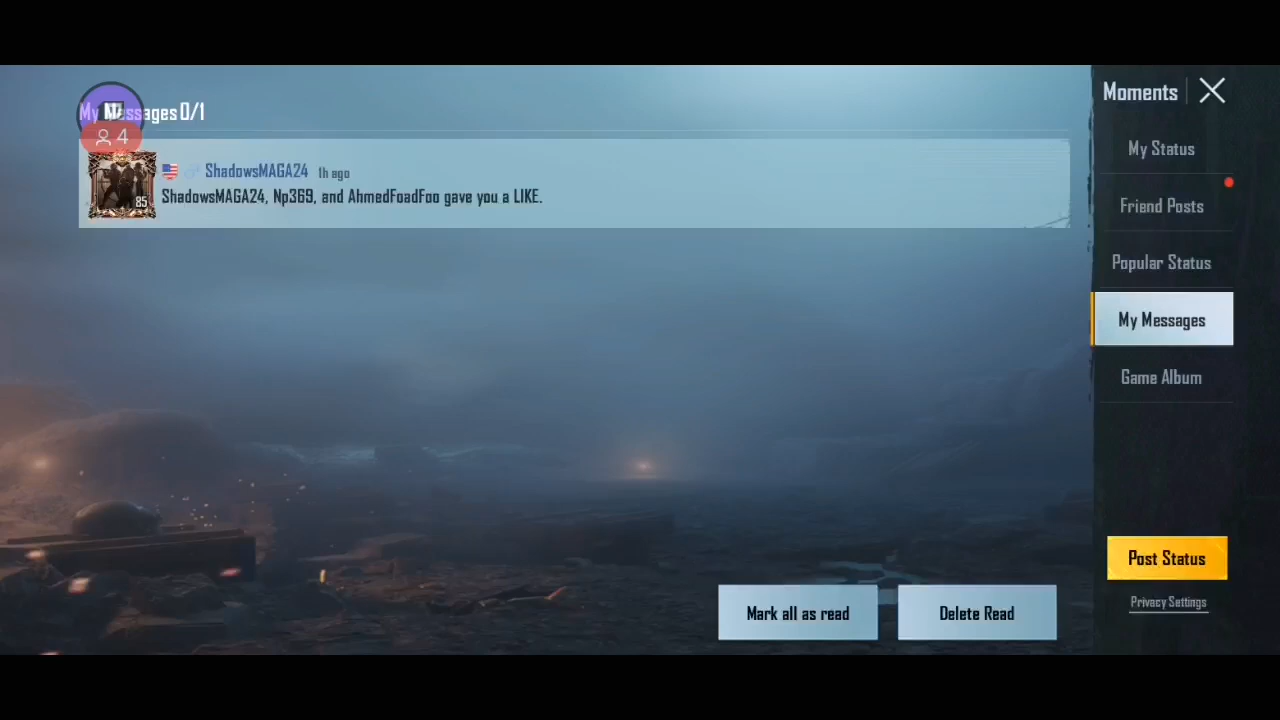 My Messages 0/1
4
ShadowsMAGA24 1h ago
85
ShadowsMAGA24, Np369, and AhmedFoadFoo gave you a LIKE.
Moments
My Status
Friend Posts
Popular Status
My Messages
Game Album
Post Status
Privacy Settings
Mark all as read
Delete Read